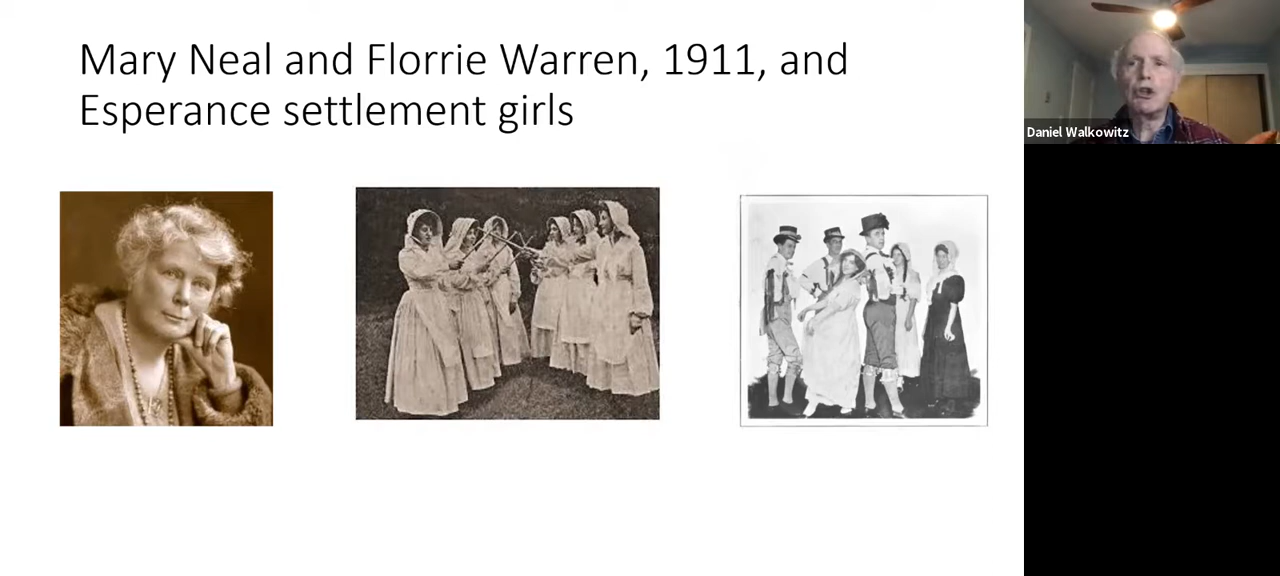 Mary Neal and Florrie Warren, 1911, and
Esperance settlement girls
Daniel Walkowitz